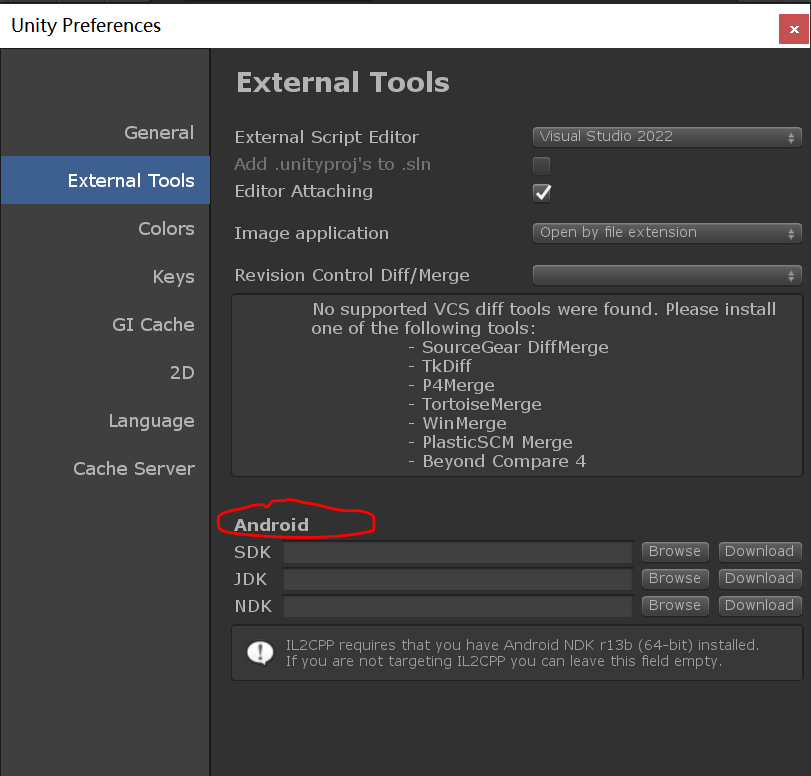 Unity Preferences
External Tools
General
External Script Editor
Visual Studio 2022
Add .unityproj's to .sln
External Tools
Editor Attaching
Colors
Image application
Open by file extension
Keys
Revision Control Diff/Merge
No supported VCS diff tools were found. Please install
one of the following tools:
- SourceGear DiffMerge
- TkDiff
- P4Merge
- TortoiseMerge
- WinMerge
- PlasticSCM Merge
- Beyond Compare 4
GI Cache
2D
Language
Cache Server
Android
SDK Browse Download
JDK Browse Download
NDK Browse Download
IL2CPP requires that you have Android NDK r13b (64-bit) installed.
If you are not targeting IL2CPP you can leave this field empty.